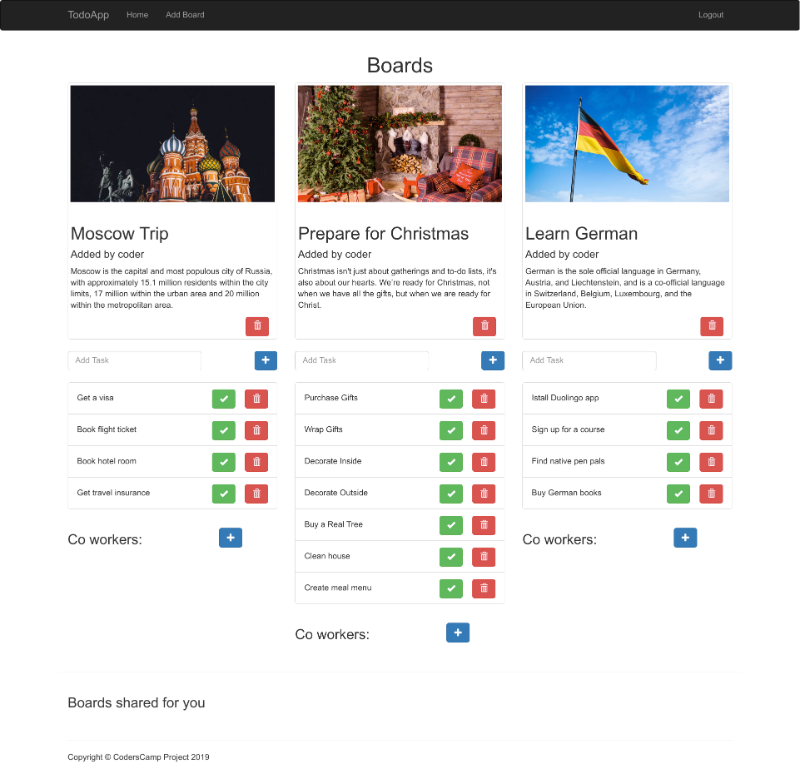 TodoApp Home Add Board Logout
Boards
Moscow Trip
Added by coder
Moscow is the capital and most populous city of Russia,
with approximately 15.1 million residents within the city
limits, 17 million within the urban area and 20 million
within the metropolitan area.
Add Task
Get a visa
Book flight ticket
Book hotel room
Get travel insurance
Co workers:
Prepare for Christmas
Added by coder
Christmas isn't just about gatherings and to-do lists, it's
also about our hearts. We're ready for Christmas, not
when we have all the gifts, but when we are ready for
Christ.
Add Task
Purchase Gifts
Wrap Gifts
Decorate Inside
Decorate Outside
Buy a Real Tree
Clean house
Create meal menu
Co workers:
Learn German
Added by coder
German is the sole official language in Germany,
Austria, and Liechtenstein, and is a co-official language
in Switzerland, Belgium, Luxembourg, and the
European Union.
Add Task
Istall Duolingo app
Sign up for a course
Find native pen pals
Buy German books
Co workers:
Boards shared for you
Copyright © CodersCamp Project 2019